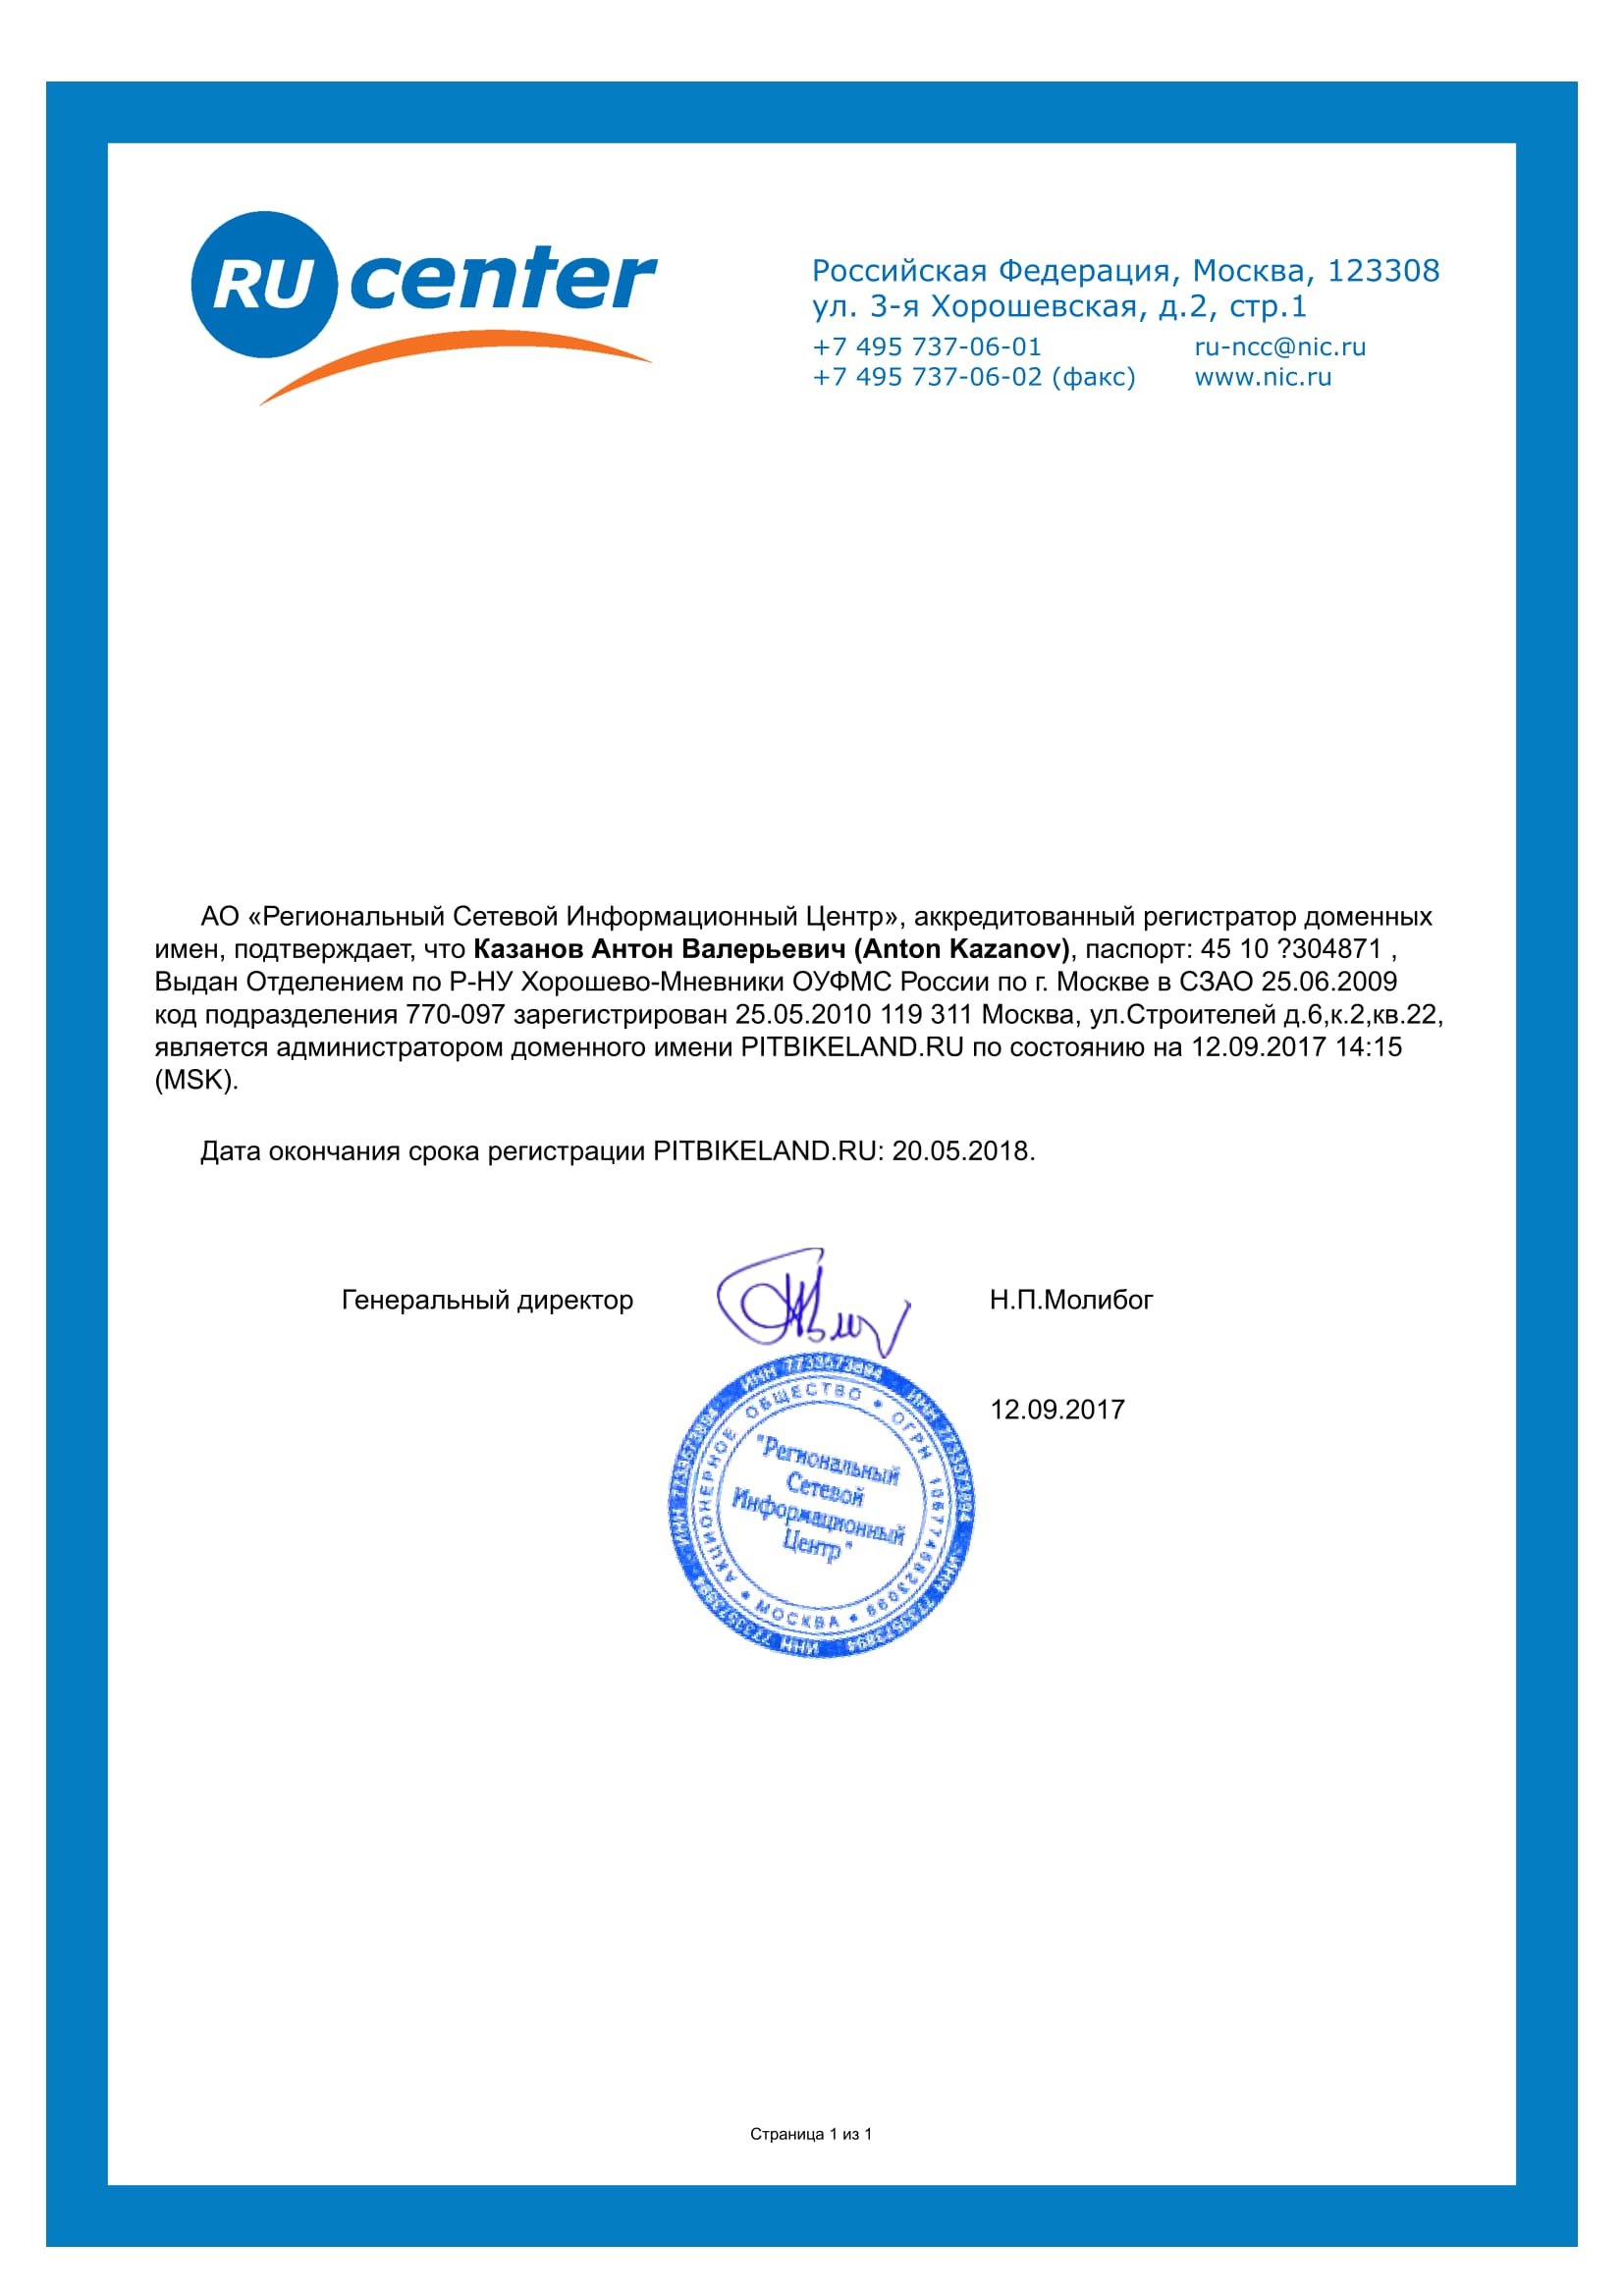 RU center
Российская Федерация, Москва, 123308
ул. 3-я Хорошевская, д.2, стр.1
+7 495 737-06-01 ru-ncc@nic.ru
+7 495 737-06-02 (факс) www.nic.ru
АО «Региональный Сетевой Информационный Центр», аккредитованный регистратор доменных
имен, подтверждает, что Казанов Антон Валерьевич (Anton Kazanov), паспорт: 45 10 ?304871 ,
Выдан Отделением по Р-НУ Хорошево-Мневники ОУФМС России по г. Москве в СЗАО 25.06.2009
код подразделения 770-097 зарегистрирован 25.05.2010 119 311 Москва, ул.Строителей д.6,к.2,кв.22,
является администратором доменного имени PITBIKELAND.RU по состоянию на 12.09.2017 14:15
(MSK).
Дата окончания срока регистрации PITBIKELAND.RU: 20.05.2018.
Генеральный директор Н.П.Молибог
12.09.2017
АКЦИОНЕРНОЕ ОБЩЕСТВО • ОГРН
• МОСКВА •
"Региональный
Сетевой
Информационный
Центр"
Страница 1 из 1